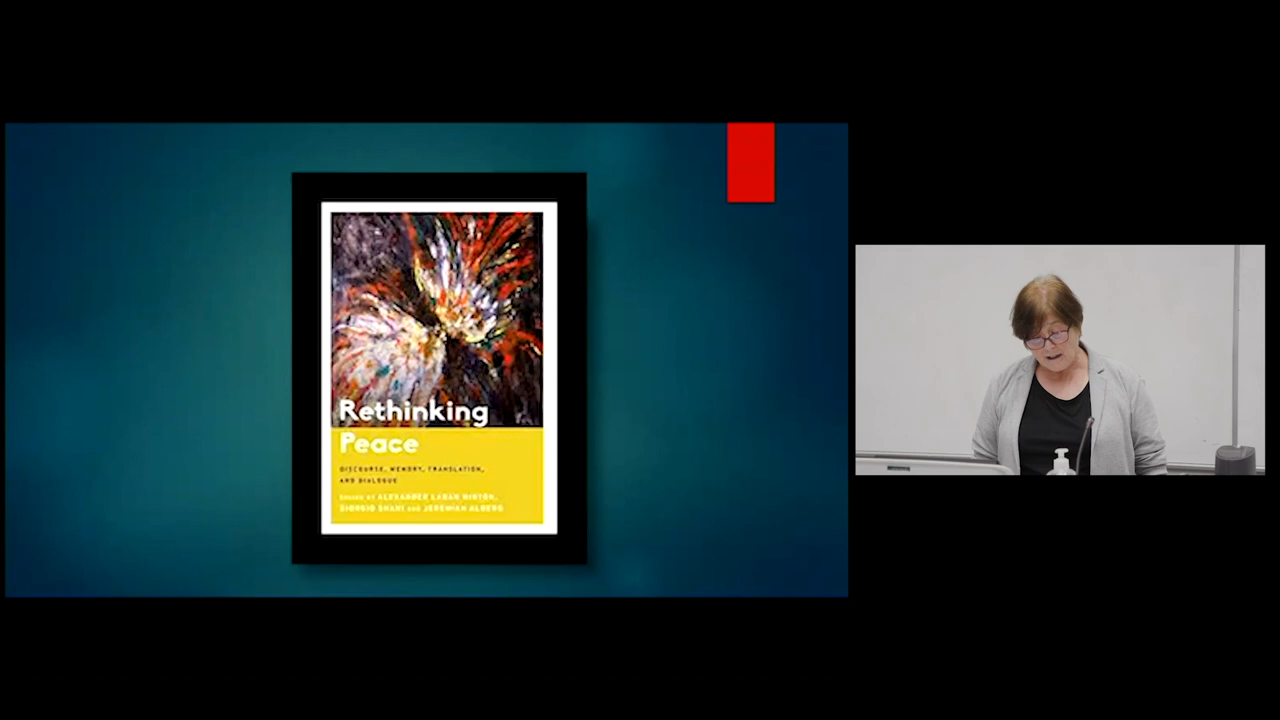 Rethinking
Peace
DISCOURSE, MEMORY, TRANSLATION,
AND DIALOGUE
EDITED BY ALEXANDER LABAN HINTON,
GIORGIO SHANI AND JEREMIAH ALBERG